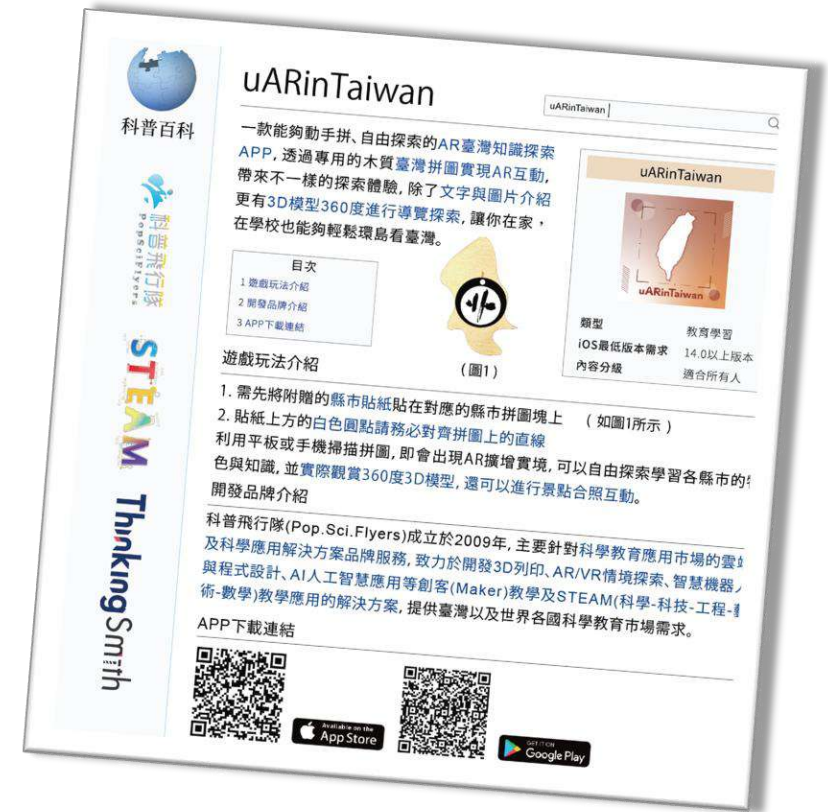 科普百科
科普飛行隊
PopSciFlyers
STEAM
ThinkingSmith
uARinTaiwan
uARinTaiwan
一款能夠動手拼、自由探索的AR臺灣知識探索
APP, 透過專用的木質臺灣拼圖實現AR互動,
帶來不一樣的探索體驗, 除了文字與圖片介紹
更有3D模型360度進行導覽探索, 讓你在家，
在學校也能夠輕鬆環島看臺灣。
目次
1 遊戲玩法介紹
2 開發品牌介紹
3 APP下載連結
北
(圖1)
uARinTaiwan
uARinTaiwan
類型 教育學習
iOS最低版本需求 14.0以上版本
內容分級 適合所有人
遊戲玩法介紹
1. 需先將附贈的縣市貼紙貼在對應的縣市拼圖塊上 (如圖1所示)
2. 貼紙上方的白色圓點請務必對齊拼圖上的直線
利用平板或手機掃描拼圖, 即會出現AR擴增實境, 可以自由探索學習各縣市的
色與知識, 並實際觀賞360度3D模型, 還可以進行景點合照互動。
開發品牌介紹
科普飛行隊(Pop.Sci.Flyers)成立於2009年, 主要針對科學教育應用市場的雲
及科學應用解決方案品牌服務, 致力於開發3D列印、AR/VR情境探索、智慧機器
與程式設計、AI人工智慧應用等創客(Maker)教學及STEAM(科學-科技-工程-
術-數學)教學應用的解決方案, 提供臺灣以及世界各國科學教育市場需求。
APP下載連結
Available on the
App Store
GET IT ON
Google Play